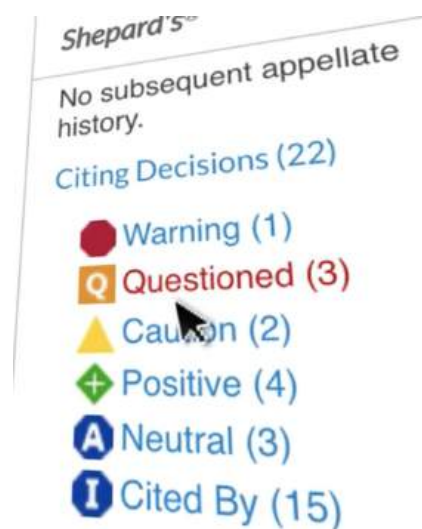 Shepard's®
No subsequent appellate
history.
Citing Decisions (22)
Warning (1)
Q Questioned (3)
Caution (2)
Positive (4)
A Neutral (3)
I Cited By (15)